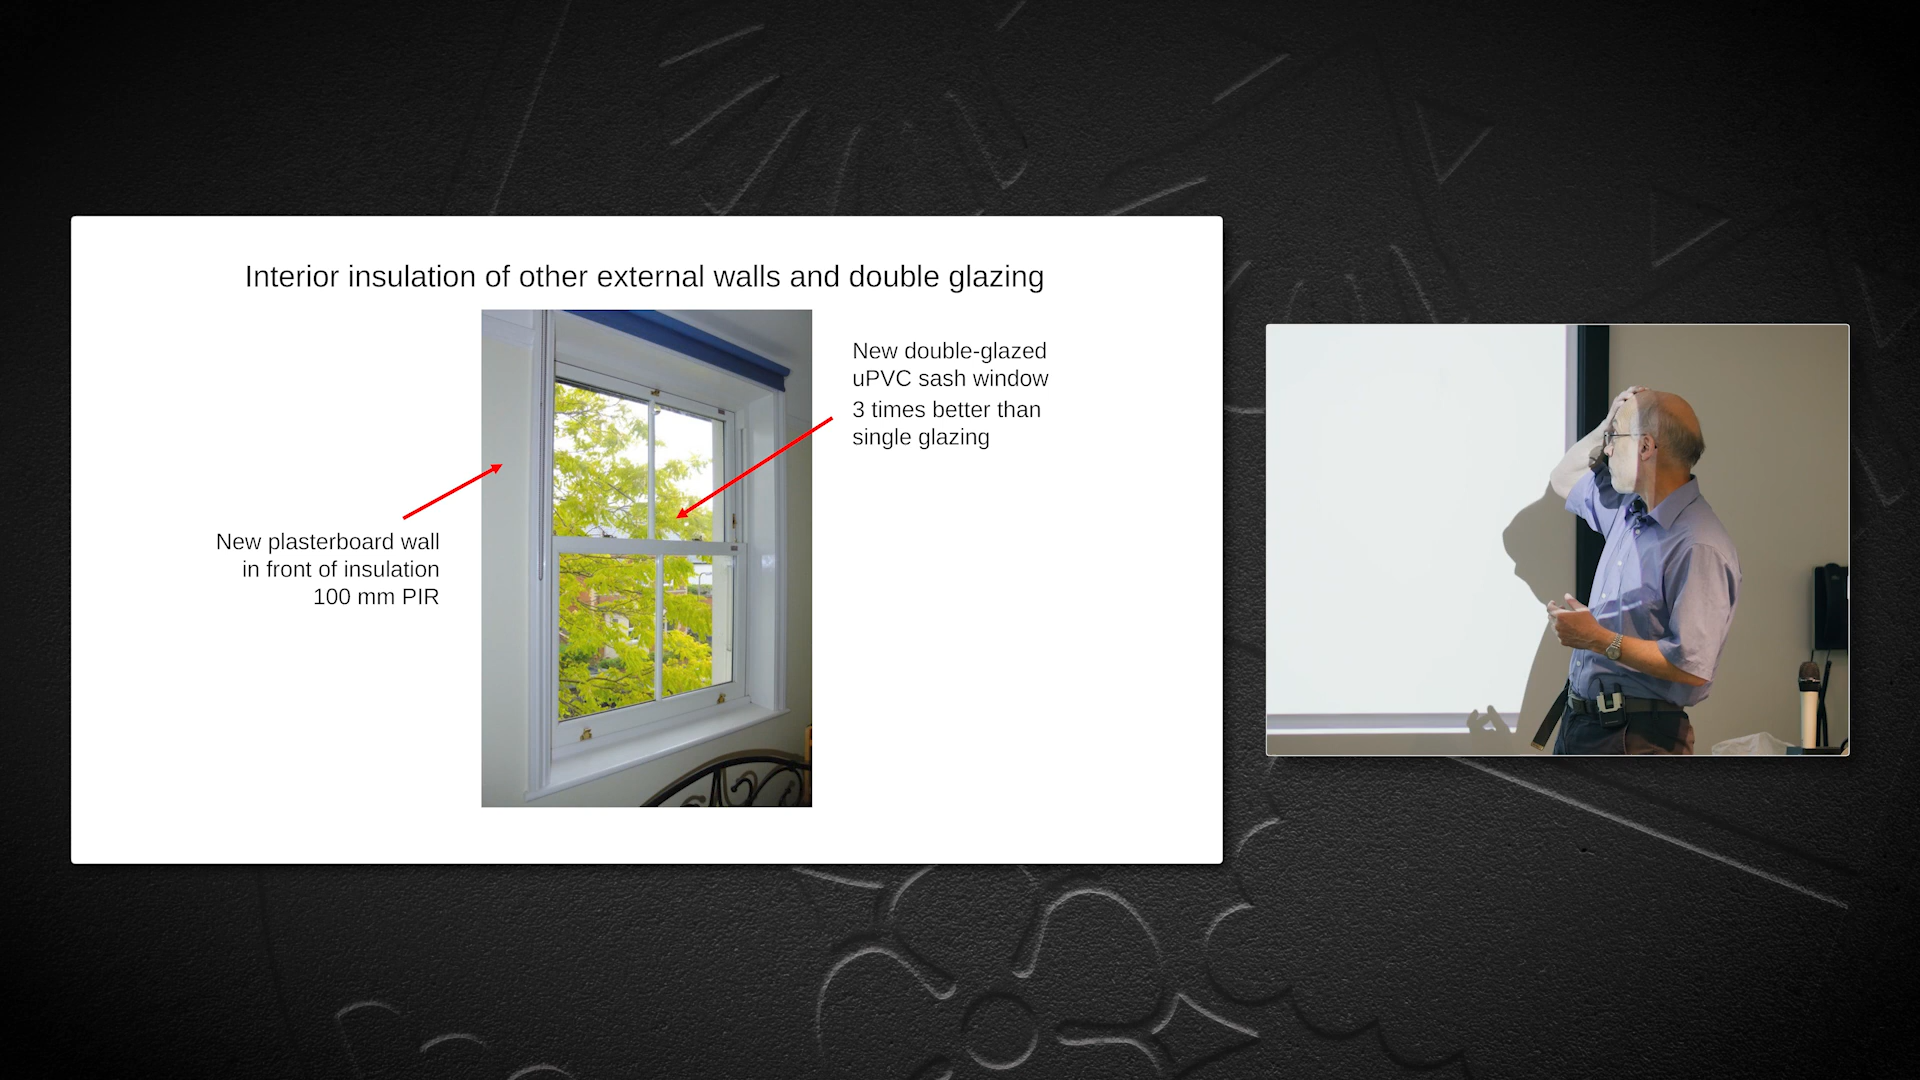 Interior insulation of other external walls and double glazing
New double-glazed
uPVC sash window
3 times better than
single glazing
New plasterboard wall
in front of insulation
100 mm PIR